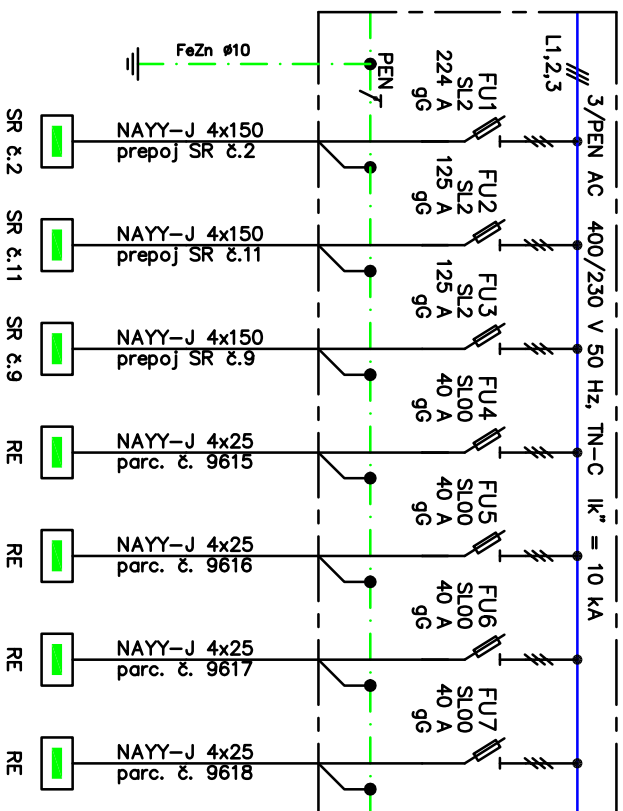 L1,2,3
3/PEN AC 400/230 V 50 Hz, TN-C Ik" = 10 kA
PEN
FeZn ø10
FU1
SL2
224 A
gG
FU2
SL2
125 A
gG
FU3
SL2
125 A
gG
FU4
SL00
40 A
gG
FU5
SL00
40 A
gG
FU6
SL00
40 A
gG
FU7
SL00
40 A
gG
NAYY-J 4x150
prepoj SR č.2
NAYY-J 4x150
prepoj SR č.11
NAYY-J 4x150
prepoj SR č.9
NAYY-J 4x25
parc. č. 9615
NAYY-J 4x25
parc. č. 9616
NAYY-J 4x25
parc. č. 9617
NAYY-J 4x25
parc. č. 9618
SR č.2
SR č.11
SR č.9
RE
RE
RE
RE